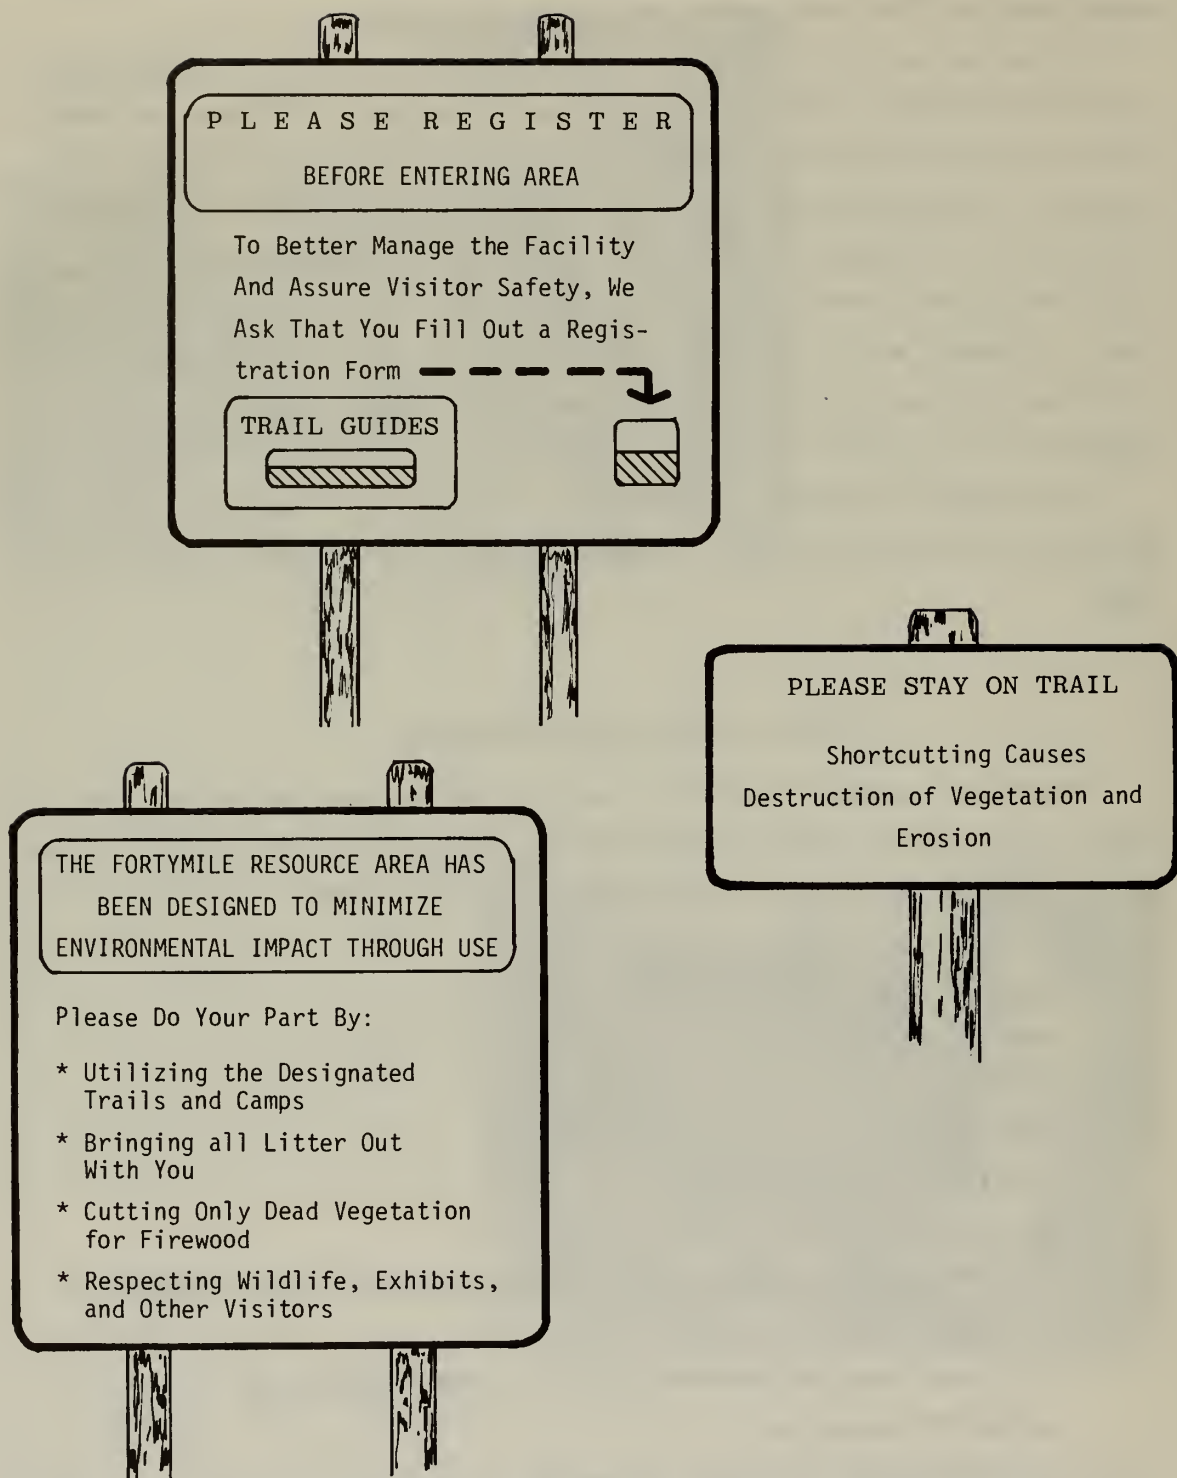 PLEASE REGISTER
BEFORE ENTERING AREA
To Better Manage the Facility
And Assure Visitor Safety, We
Ask That You Fill Out a Regis-
tration Form
TRAIL GUIDES
PLEASE STAY ON TRAIL
Shortcutting Causes
Destruction of Vegetation and
Erosion
THE FORTYMILE RESOURCE AREA HAS
BEEN DESIGNED TO MINIMIZE
ENVIRONMENTAL IMPACT THROUGH USE
Please Do Your Part By:
* Utilizing the Designated
Trails and Camps
* Bringing all Litter Out
With You
* Cutting Only Dead Vegetation
for Firewood
* Respecting Wildlife, Exhibits,
and Other Visitors